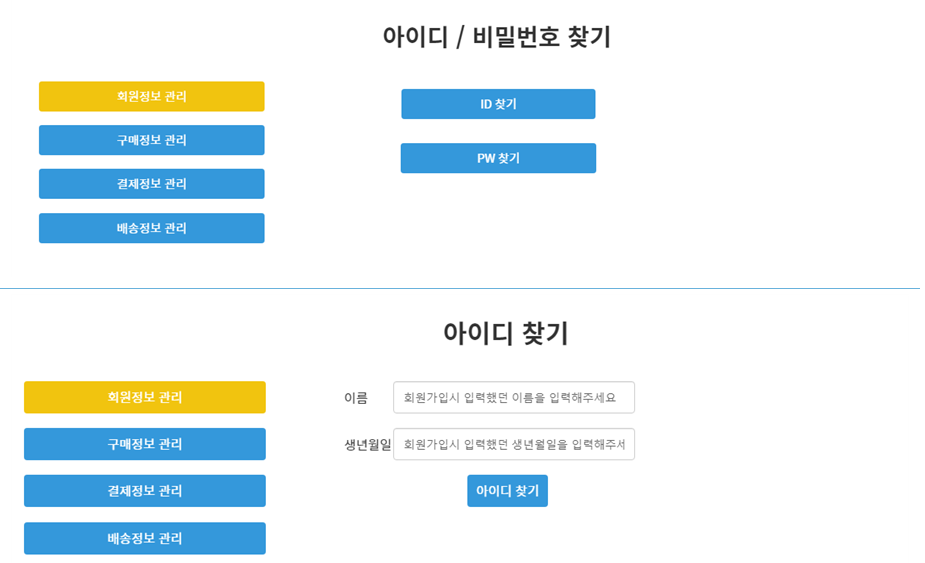 아이디 / 비밀번호 찾기
회원정보 관리
구매정보 관리
결제정보 관리
배송정보 관리
ID 찾기
PW 찾기
아이디 찾기
회원정보 관리
구매정보 관리
결제정보 관리
배송정보 관리
이름 회원가입시 입력했던 이름을 입력해주세요
생년월일 회원가입시 입력했던 생년월일을 입력해주서
아이디 찾기